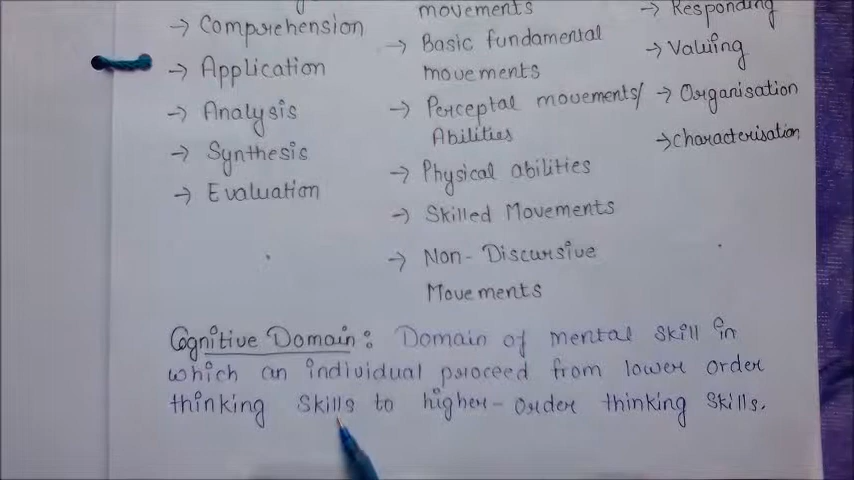 → Comprehension
→ Application
→ Analysis
→ Synthesis
→ Evaluation
movements
→ Basic fundamental
movements
→ Perceptal movements/
Abilities
→ Physical abilities
→ Skilled Movements
→ Non-Discursive
Movements
→ Responding
→ Valuing
→ Organisation
→ characterisation
Cognitive Domain: Domain of mental skill in
which an individual proceed from lower order
thinking skills to higher-order thinking skills.